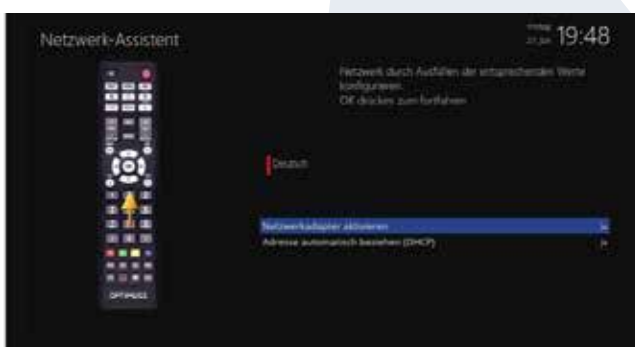 Netzwerk-Assistent
19:48
Netzwerk durch Ausfüllen der entsprechenden Werte
konfigurieren
OK drücken zum fortfahren
Deutsch
Netzwerkadapter aktivieren
Adresse automatisch beziehen (DHCP)
OPTIMUSS